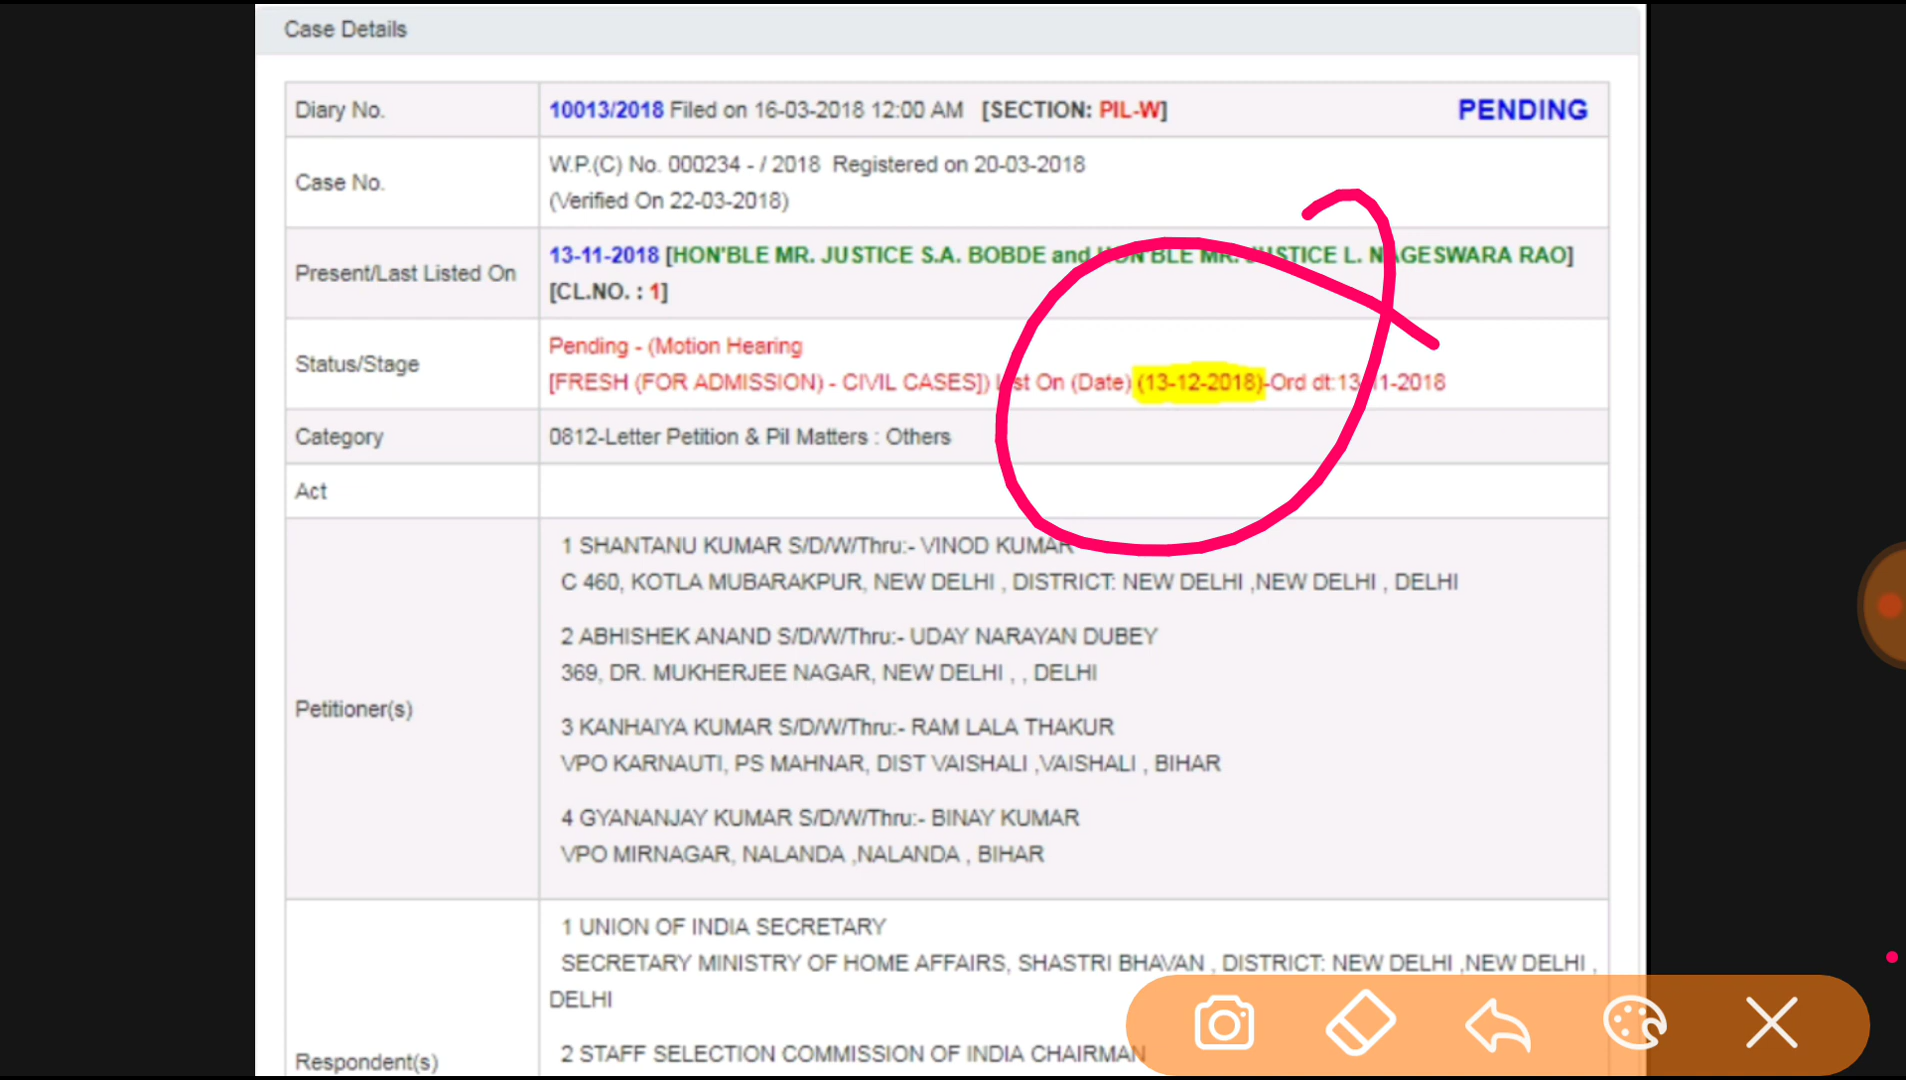 Case Details
Diary No.
10013/2018 Filed on 16-03-2018 12:00 AM [SECTION: PIL-W]
PENDING
Case No.
W.P.(C) No. 000234 - / 2018 Registered on 20-03-2018
(Verified On 22-03-2018)
Present/Last Listed On
13-11-2018 [HON'BLE MR. JUSTICE S.A. BOBDE and HON'BLE MR. JUSTICE L. NAGESWARA RAO]
[CL.NO. : 1]
Status/Stage
Pending - (Motion Hearing
[FRESH (FOR ADMISSION) - CIVIL CASES]) List On (Date) (13-12-2018)-Ord dt:13-11-2018
Category
0812-Letter Petition & Pil Matters : Others
Act
Petitioner(s)
1 SHANTANU KUMAR S/D/W/Thru:- VINOD KUMAR
C 460, KOTLA MUBARAKPUR, NEW DELHI , DISTRICT: NEW DELHI ,NEW DELHI , DELHI
2 ABHISHEK ANAND S/D/W/Thru:- UDAY NARAYAN DUBEY
369, DR. MUKHERJEE NAGAR, NEW DELHI , , DELHI
3 KANHAIYA KUMAR S/D/W/Thru:- RAM LALA THAKUR
VPO KARNAUTI, PS MAHNAR, DIST VAISHALI ,VAISHALI , BIHAR
4 GYANANJAY KUMAR S/D/W/Thru:- BINAY KUMAR
VPO MIRNAGAR, NALANDA ,NALANDA , BIHAR
Respondent(s)
1 UNION OF INDIA SECRETARY
SECRETARY MINISTRY OF HOME AFFAIRS, SHASTRI BHAVAN , DISTRICT: NEW DELHI ,NEW DELHI ,
DELHI
2 STAFF SELECTION COMMISSION OF INDIA CHAIRMAN